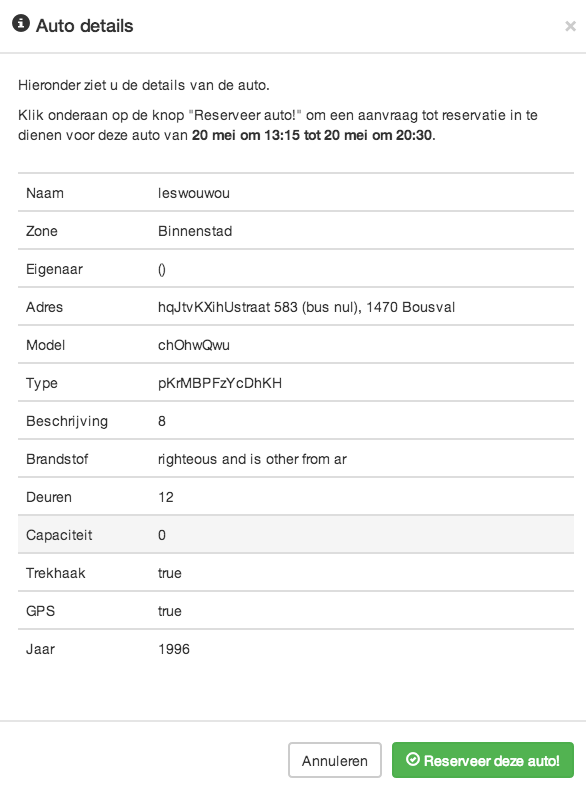 Auto details
×
Hieronder ziet u de details van de auto.
Klik onderaan op de knop "Reserveer auto!" om een aanvraag tot reservatie in te
dienen voor deze auto van 20 mei om 13:15 tot 20 mei om 20:30.
Naam leswouwou
Zone Binnenstad
Eigenaar ()
Adres hqJtvKXihUstraat 583 (bus nul), 1470 Bousval
Model chOhwQwu
Type pKrMBPFzYcDhKH
Beschrijving 8
Brandstof righteous and is other from ar
Deuren 12
Capaciteit 0
Trekhaak true
GPS true
Jaar 1996
Annuleren Reserveer deze auto!